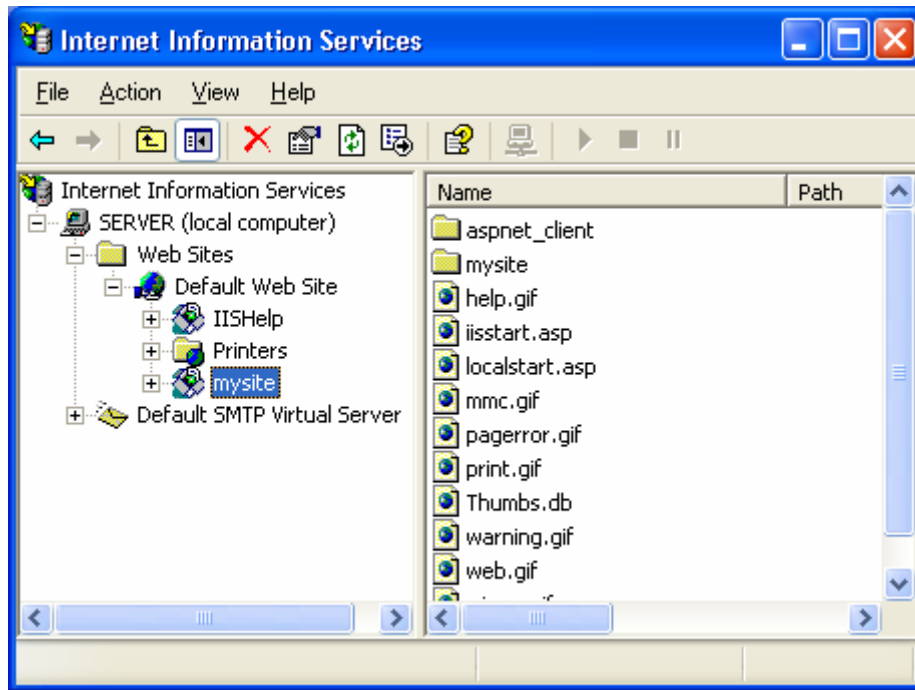 Internet Information Services
File Action View Help
Internet Information Services
SERVER (local computer)
Web Sites
Default Web Site
IISHelp
Printers
mysite
Default SMTP Virtual Server
Name Path
aspnet_client
mysite
help.gif
iisstart.asp
localstart.asp
mmc.gif
pagerror.gif
print.gif
Thumbs.db
warning.gif
web.gif